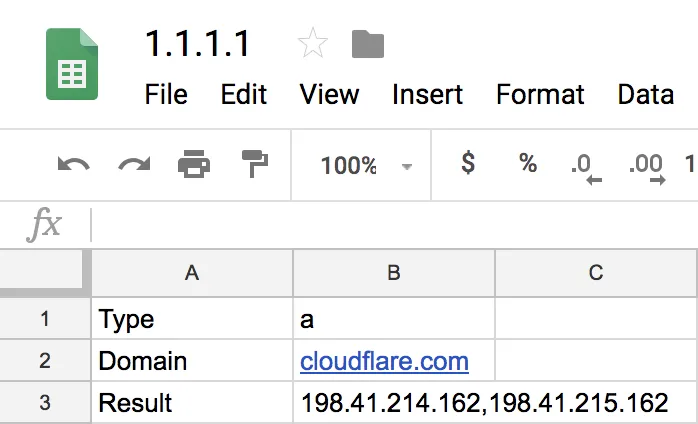 1.1.1.1
File Edit View Insert Format Data
100% $ % .0 .00 1
fx
A B C
1 Type a
2 Domain cloudflare.com
3 Result 198.41.214.162,198.41.215.162